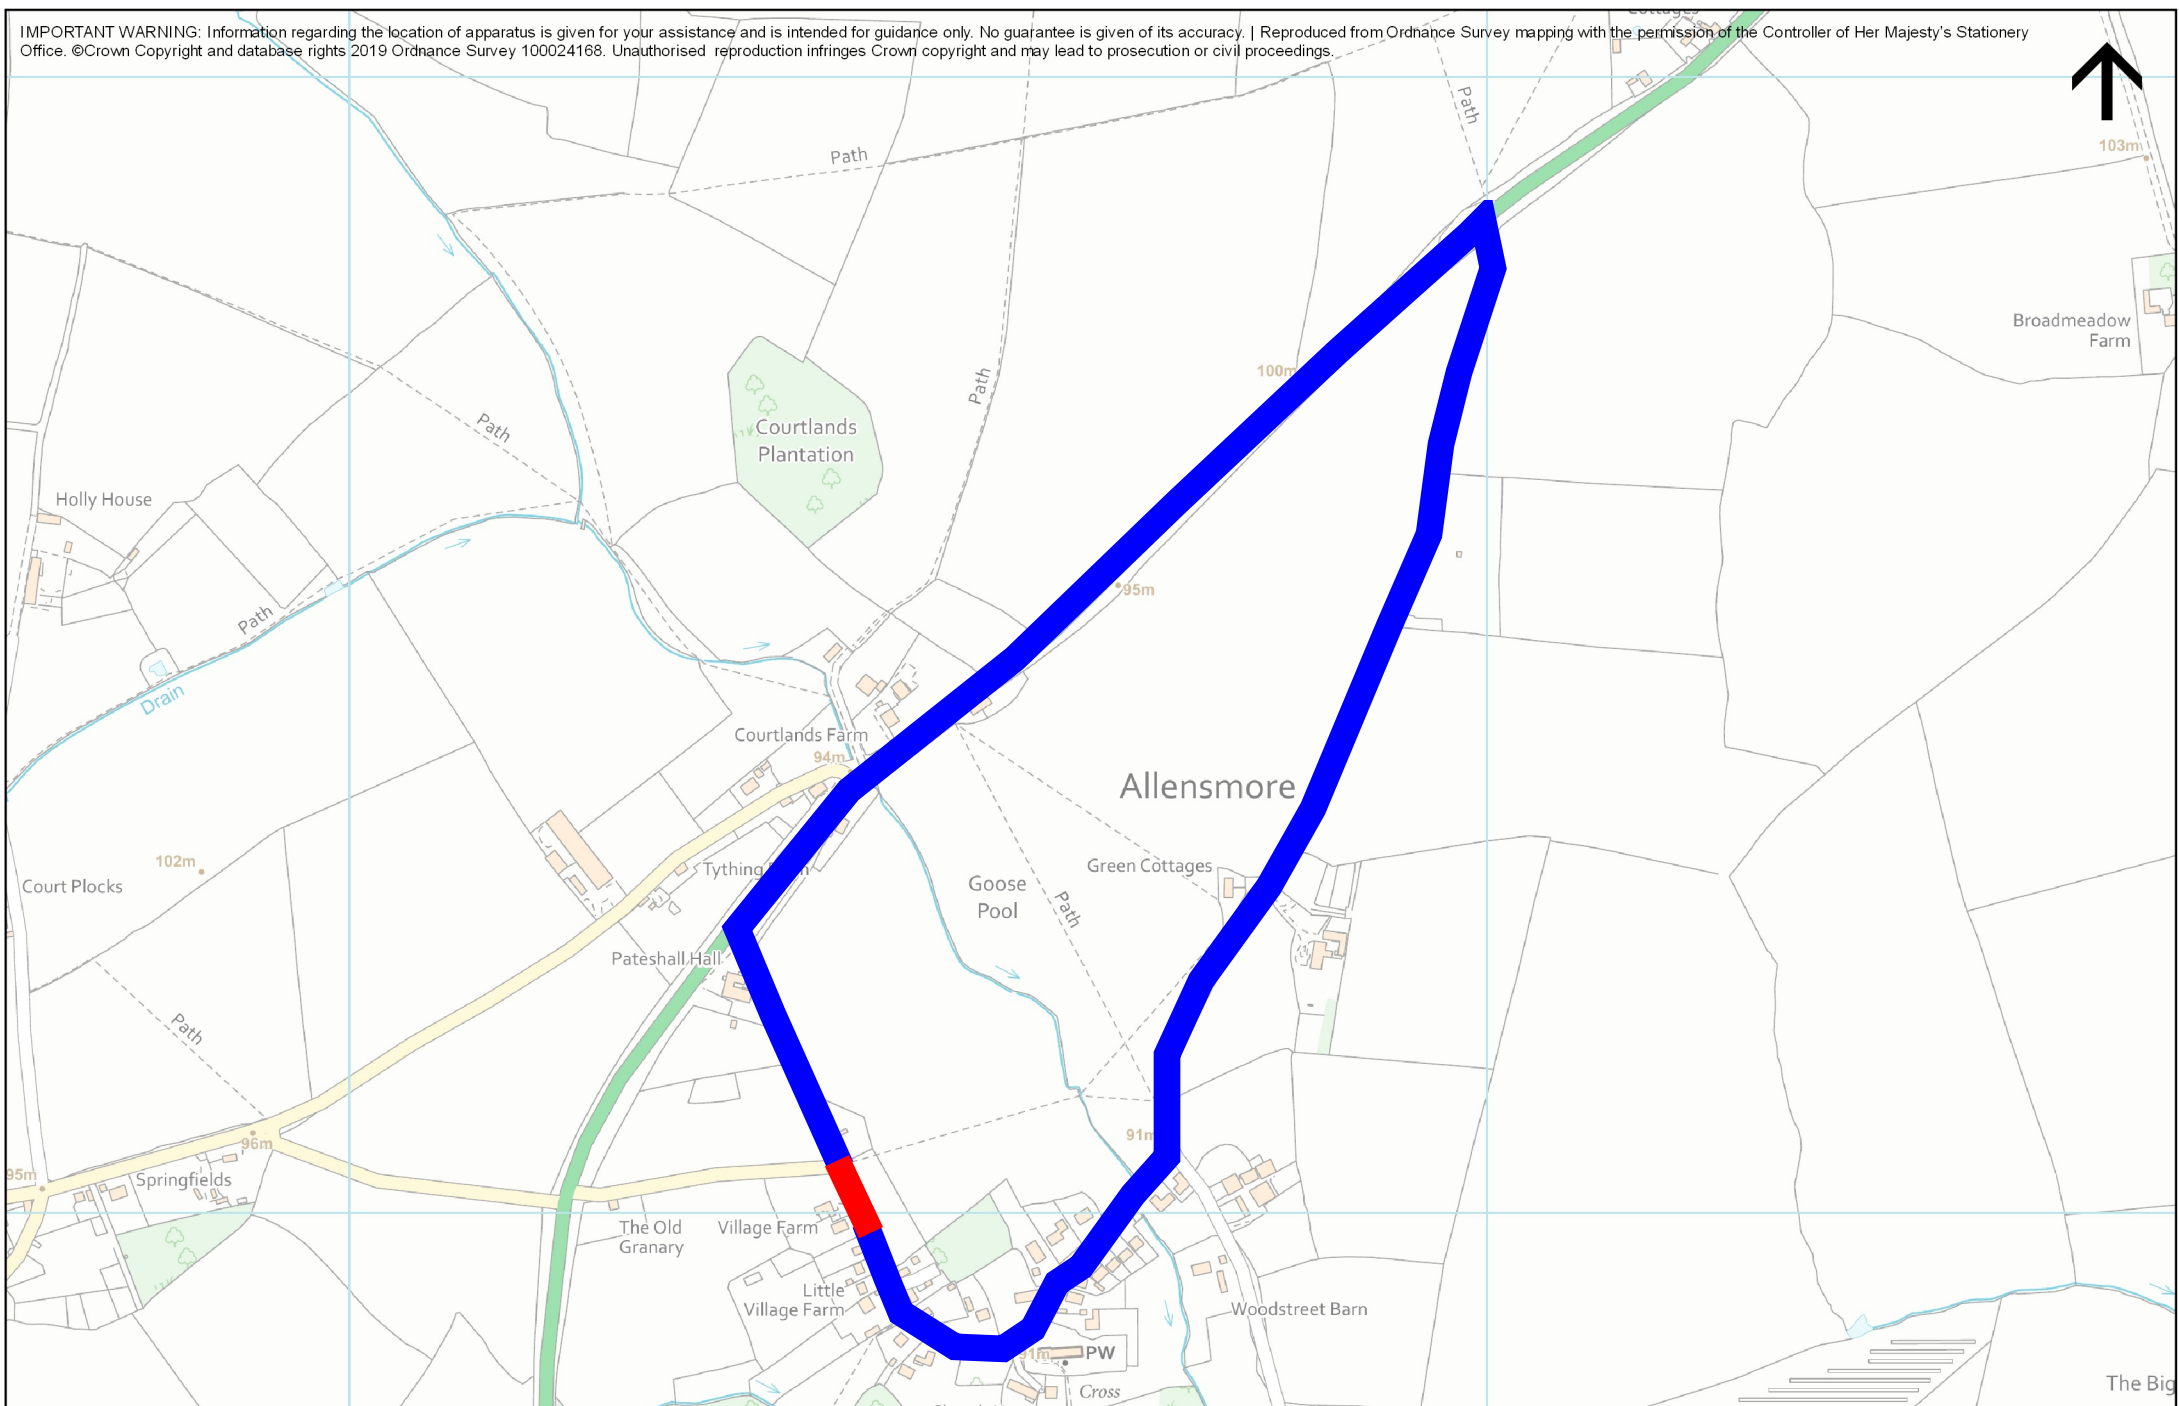 Cottages
IMPORTANT WARNING: Information regarding the location of apparatus is given for your assistance and is intended for guidance only. No guarantee is given of its accuracy. | Reproduced from Ordnance Survey mapping with the permission of the Controller of Her Majesty's Stationery
Office. ©Crown Copyright and database rights 2019 Ordnance Survey 100024168. Unauthorised reproduction infringes Crown copyright and may lead to prosecution or civil proceedings.
Path
103m
Path
Broadmeadow
Farm
100m
Path
Path
Courtlands
Plantation
Holly House
95m
Path
Drain
Courtlands Farm
94m
Allensmore
102m
Court Plocks
Tything
Green Cottages
Goose
Pool
Path
Pateshall Hall
Path
96m
91m
95m
Springfields
The Old
Granary
Village Farm
Little
Village Farm
Woodstreet Barn
91m
PW
Cross
The Big